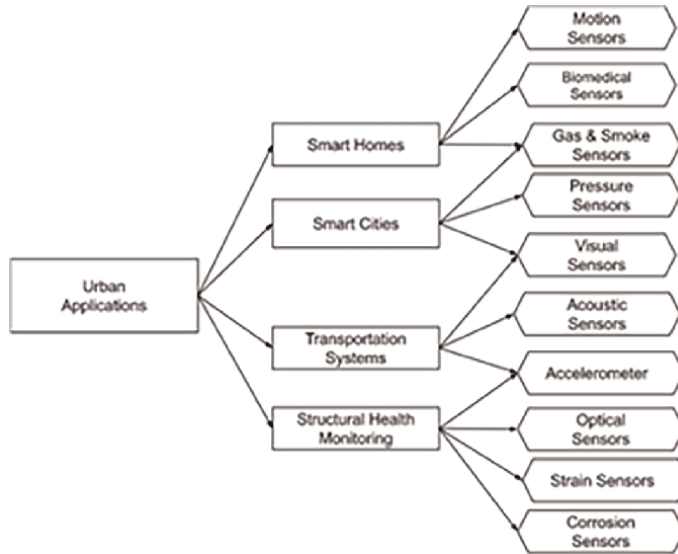 Urban
Applications
Smart Homes
Smart Cities
Transportation
Systems
Structural Health
Monitoring
Motion
Sensors
Biomedical
Sensors
Gas & Smoke
Sensors
Pressure
Sensors
Visual
Sensors
Acoustic
Sensors
Accelerometer
Optical
Sensors
Strain Sensors
Corrosion
Sensors